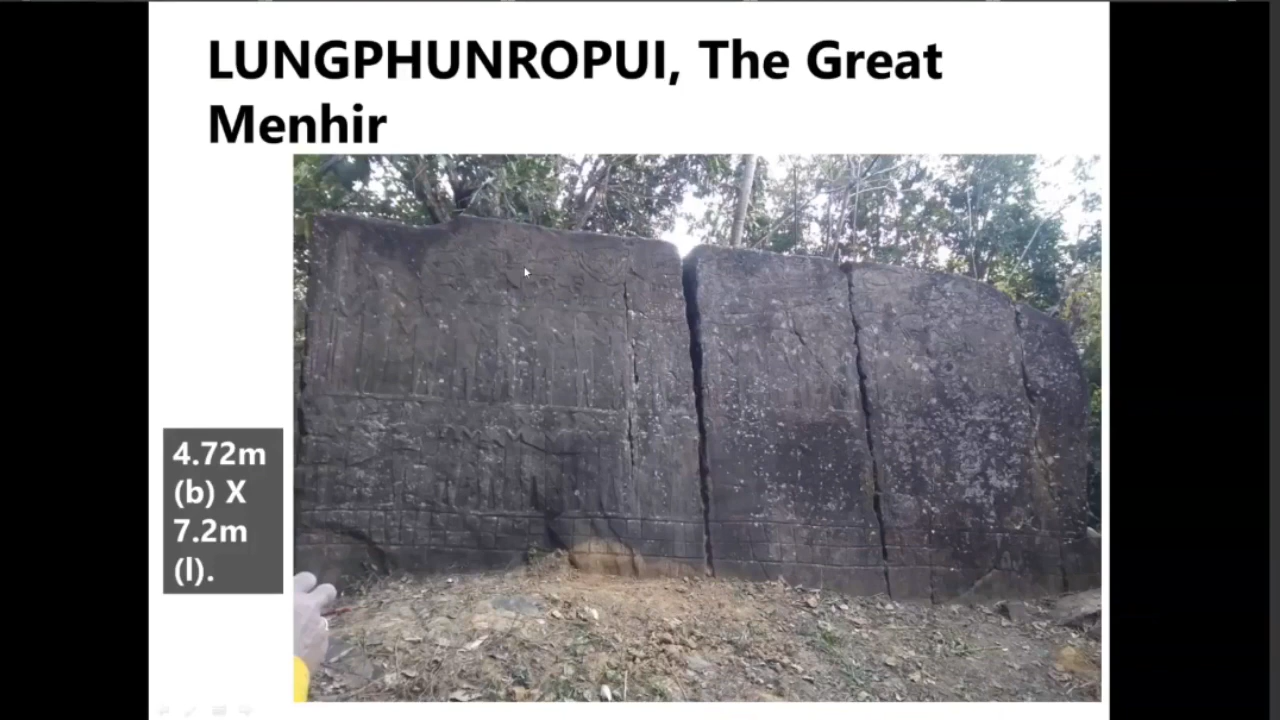 LUNGPHUNROPUI, The Great
Menhir
4.72m
(b) X
7.2m
(l).